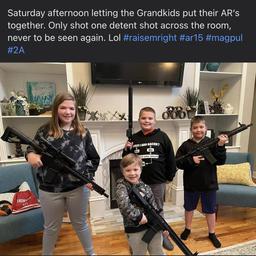 Saturday afternoon letting the Grandkids put their AR's
together. Only shot one detent shot across the room,
never to be seen again. Lol #raisemright #ar15 #magpul
#2A